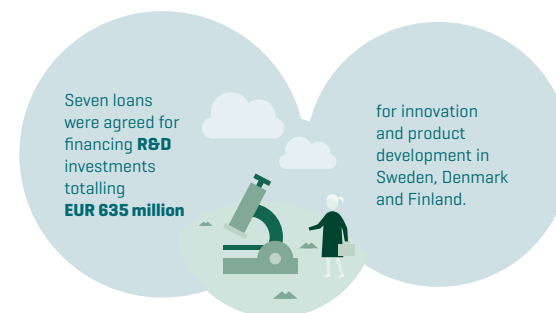 Seven loans
were agreed for
financing R&D
investments
totalling
EUR 635 million
for innovation
and product
development in
Sweden, Denmark
and Finland.